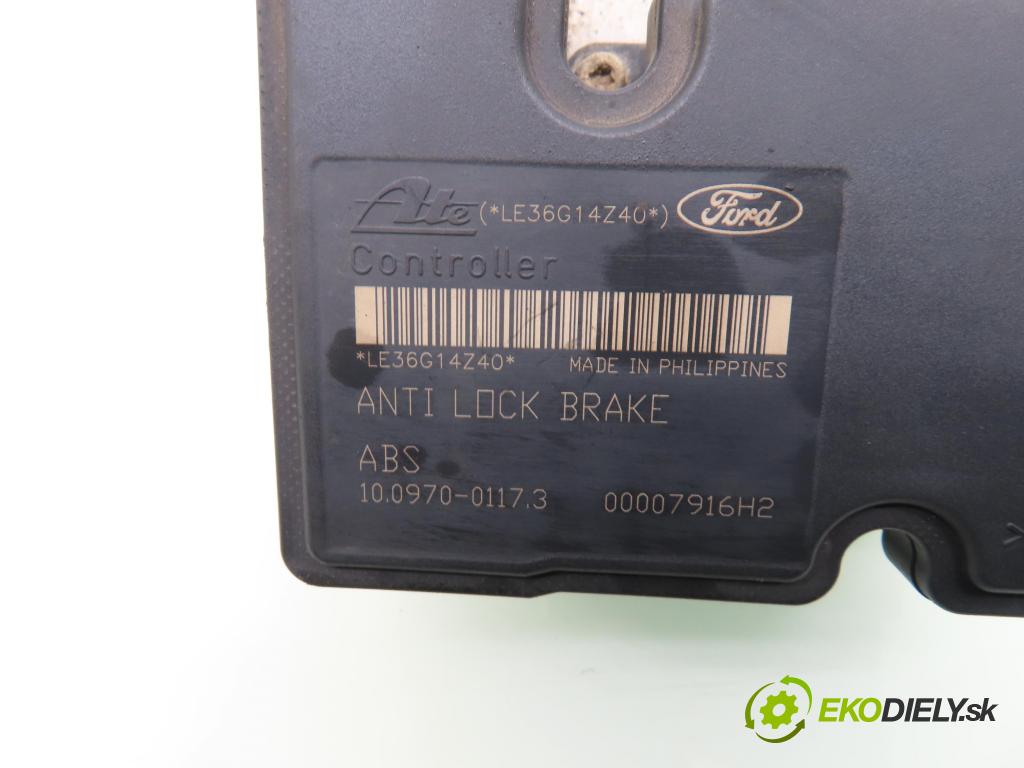 Ate (*LE36G14Z40*) Ford
Controller
*LE36G14Z40* MADE IN PHILIPPINES
ANTI LOCK BRAKE
ABS
10.0970-0117.3 00007916H2
EKODIELY.sk